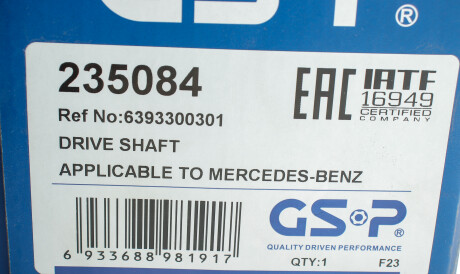 GSP®
235084
EAC
IATF
16949
CERTIFIED
COMPANY
Ref No:6393300301
DRIVE SHAFT
APPLICABLE TO MERCEDES-BENZ
GSP
QUALITY DRIVEN PERFORMANCE
6 933688 981917
QTY:1 F23